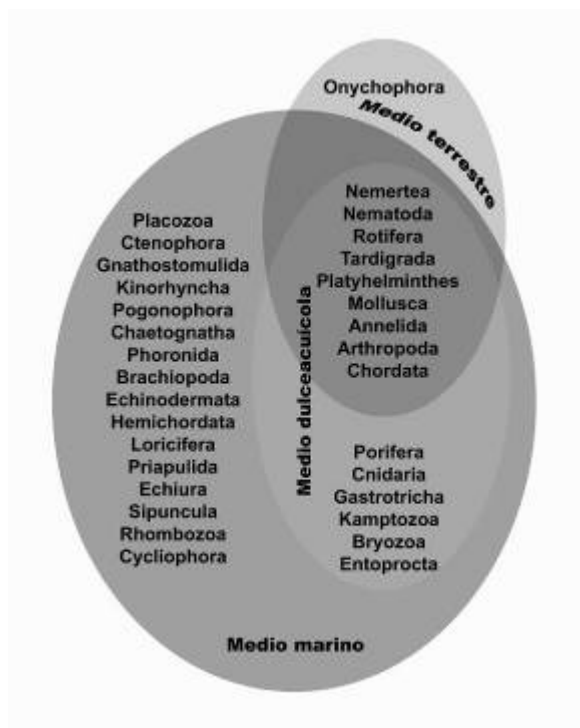 Onychophora
Medio terrestre
Nemertea
Nematoda
Rotifera
Tardigrada
Platyhelminthes
Mollusca
Annelida
Arthropoda
Chordata
Placozoa
Ctenophora
Gnathostomulida
Kinorhyncha
Pogonophora
Chaetognatha
Phoronida
Brachiopoda
Echinodermata
Hemichordata
Loricifera
Priapulida
Echiura
Sipuncula
Rhombozoa
Cycliophora
Medio dulceacuícola
Porifera
Cnidaria
Gastrotricha
Kamptozoa
Bryozoa
Entoprocta
Medio marino